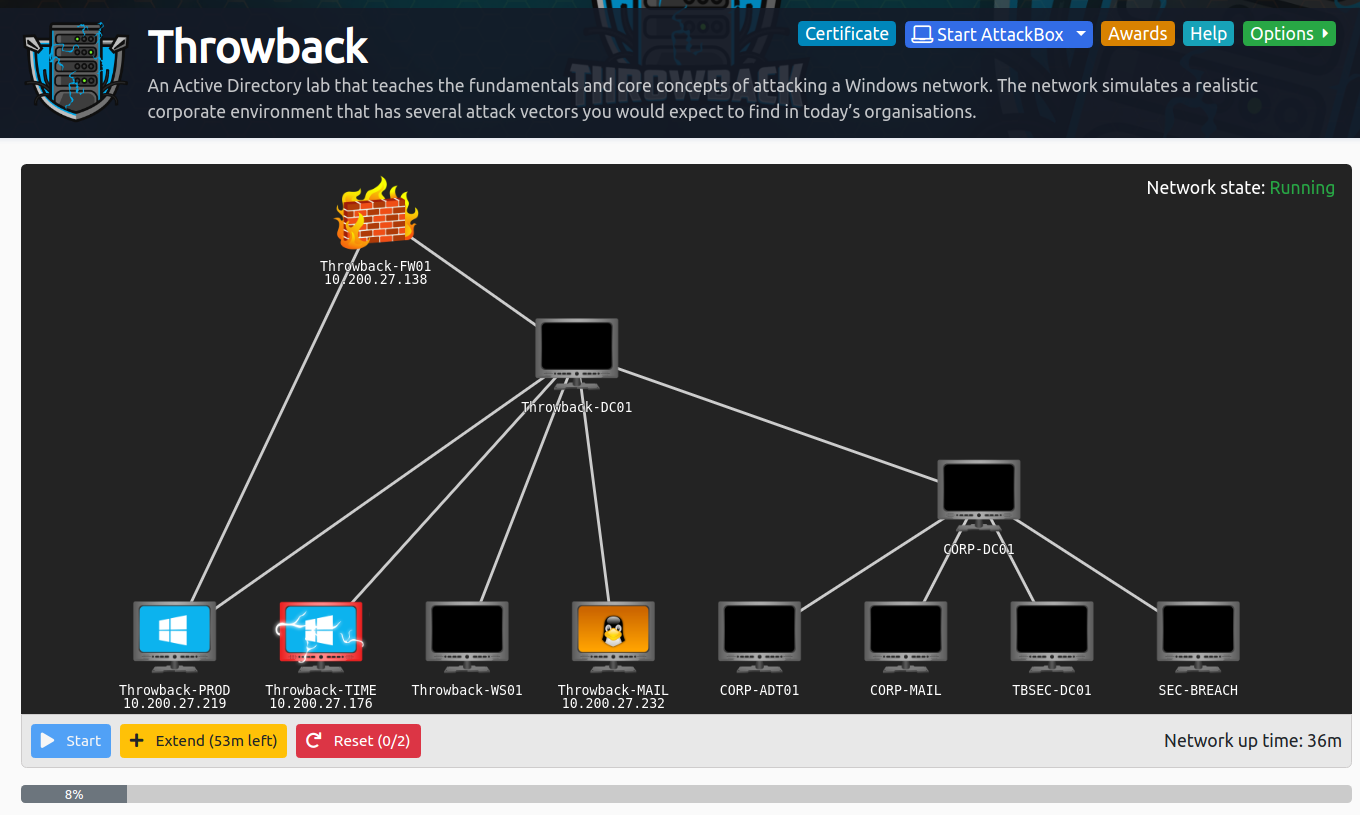 Throwback
Certificate
Start AttackBox
Awards
Help
Options
An Active Directory lab that teaches the fundamentals and core concepts of attacking a Windows network. The network simulates a realistic
corporate environment that has several attack vectors you would expect to find in today’s organisations.
THROWBACK
Network state: Running
Throwback-FW01
10.200.27.138
Throwback-DC01
CORP-DC01
Throwback-PROD
10.200.27.219
Throwback-TIME
10.200.27.176
Throwback-WS01
Throwback-MAIL
10.200.27.232
CORP-ADT01
CORP-MAIL
TBSEC-DC01
SEC-BREACH
Start
Extend (53m left)
Reset (0/2)
Network up time: 36m
8%